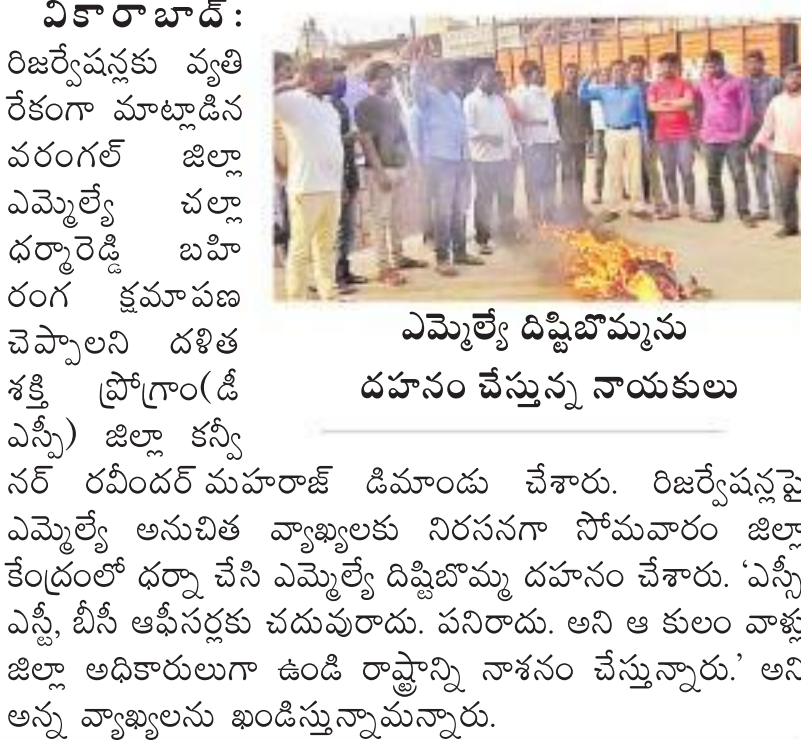 వికారాబాద్:
రిజర్వేషన్లకు వ్యతి
రేకంగా మాట్లాడిన
వరంగల్ జిల్లా
ఎమ్మెల్యే చల్లా
ధర్మారెడ్డి బహి
రంగ క్షమాపణ
చెప్పాలని దళిత
శక్తి ప్రోగ్రాం(డీ
ఎస్పీ) జిల్లా కన్వీ
నర్ రవీందర్ మహరాజ్ డిమాండు చేశారు. రిజర్వేషన్లపై
ఎమ్మెల్యే అనుచిత వ్యాఖ్యలకు నిరసనగా సోమవారం జిల్లా
కేంద్రంలో ధర్నా చేసి ఎమ్మెల్యే దిష్టిబొమ్మ దహనం చేశారు. ‘ఎస్సీ
ఎస్టీ, బీసీ ఆఫీసర్లకు చదువురాదు. పనిరాదు. అని ఆ కులం వాళ్లు
జిల్లా అధికారులుగా ఉండి రాష్ట్రాన్ని నాశనం చేస్తున్నారు.’ అని
అన్న వ్యాఖ్యలను ఖండిస్తున్నామన్నారు.
ఎమ్మెల్యే దిష్టిబొమ్మను
దహనం చేస్తున్న నాయకులు